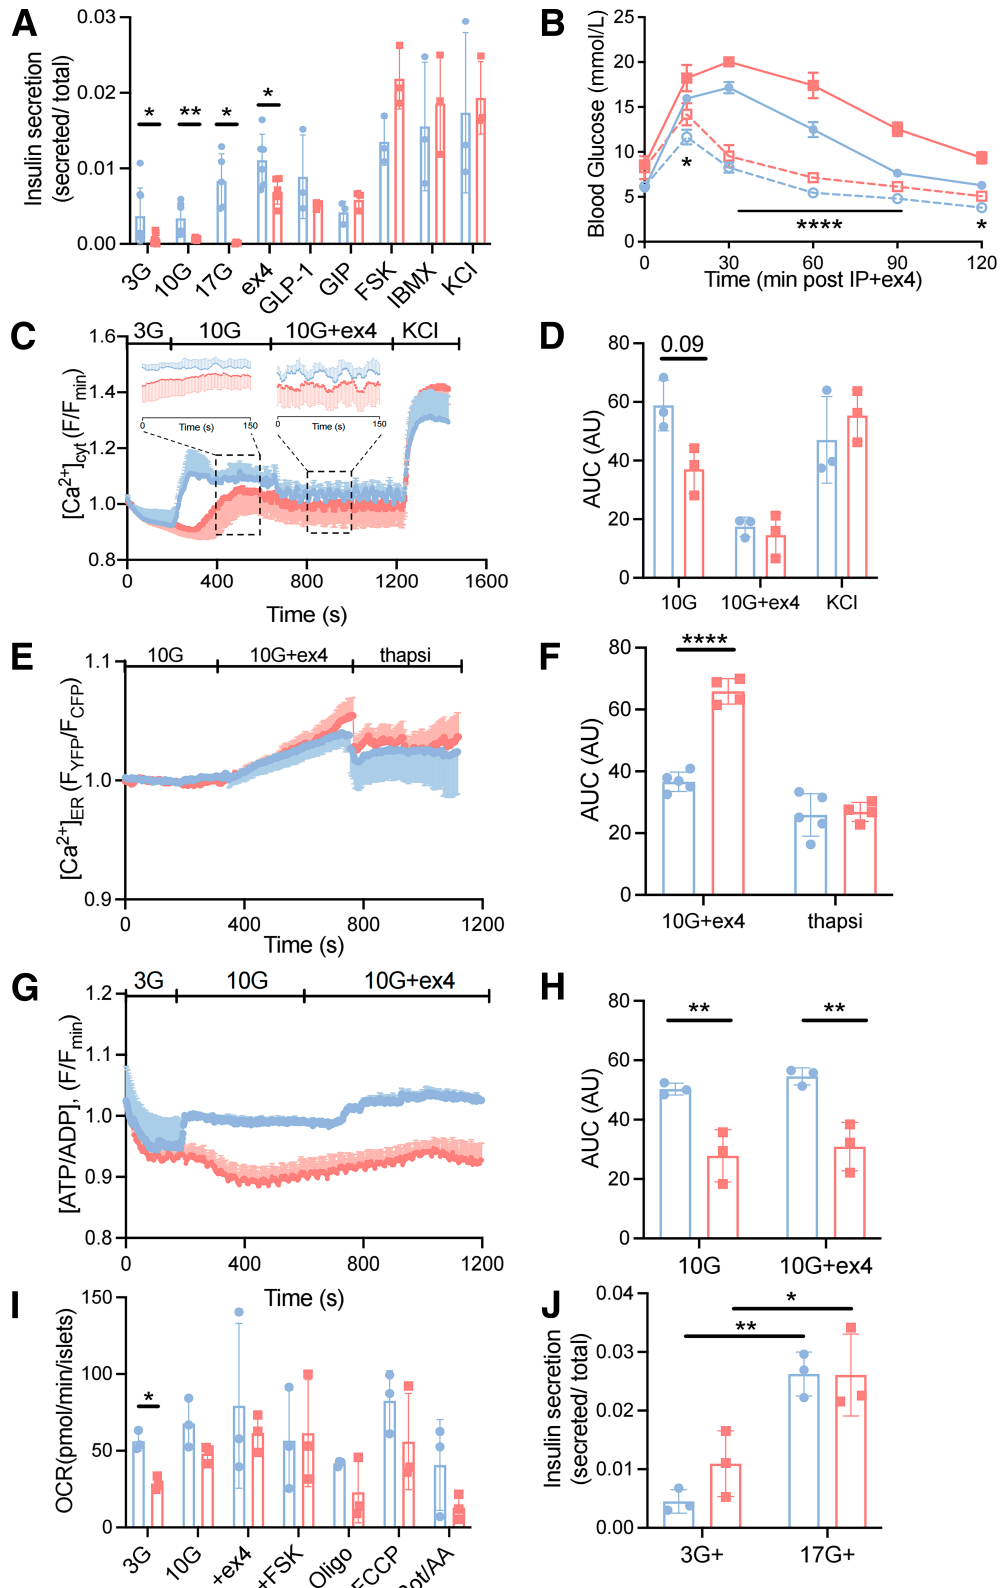 A
Insulin secretion
(secreted/ total)
0.03
0.02
0.01
0.00
*
**
*
*
3G
10G
17G
ex4
GLP-1
GIP
FSK
IBMX
KCl
B
Blood Glucose (mmol/L)
25
20
15
10
5
0
*
****
*
0
30
60
90
120
Time (min post IP+ex4)
C
[Ca2+]cyt (F/Fmin)
1.6
1.4
1.2
1.0
0.8
3G
10G
10G+ex4
KCl
0
Time (s)
150
0
Time (s)
150
0
400
800
1200
1600
Time (s)
D
AUC (AU)
80
60
40
20
0
0.09
10G
10G+ex4
KCl
E
[Ca2+]ER (FYFP/FCFP)
1.1
1.0
0.9
10G
10G+ex4
thapsi
0
400
800
1200
Time (s)
F
AUC (AU)
80
60
40
20
0
****
10G+ex4
thapsi
G
[ATP/ADP], (F/Fmin)
1.2
1.1
1.0
0.9
0.8
3G
10G
10G+ex4
0
400
800
1200
Time (s)
H
AUC (AU)
80
60
40
20
0
**
**
10G
10G+ex4
I
OCR(pmol/min/islets)
150
100
50
0
*
3G
10G
+ex4
+FSK
Oligo
FCCP
Rot/AA
J
Insulin secretion
(secreted/ total)
0.04
0.03
0.02
0.01
0.00
*
**
3G+
17G+